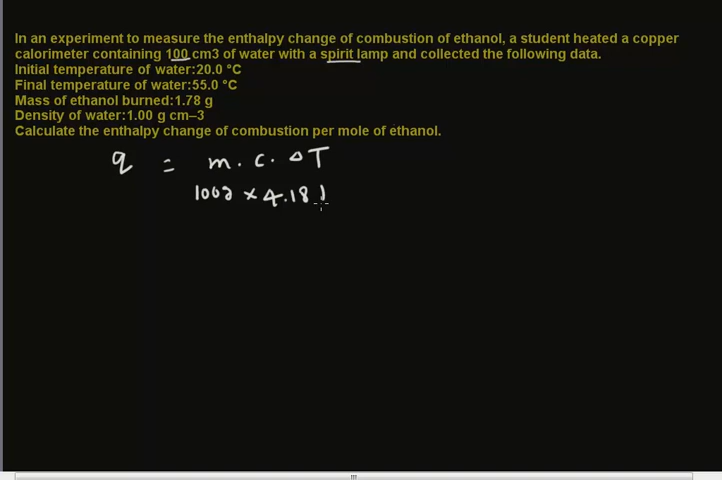 In an experiment to measure the enthalpy change of combustion of ethanol, a student heated a copper
calorimeter containing 100 cm3 of water with a spirit lamp and collected the following data.
Initial temperature of water:20.0 °C
Final temperature of water:55.0 °C
Mass of ethanol burned:1.78 g
Density of water:1.00 g cm–3
Calculate the enthalpy change of combustion per mole of ethanol.
q = m. c. ΔT
100g × 4.18 J